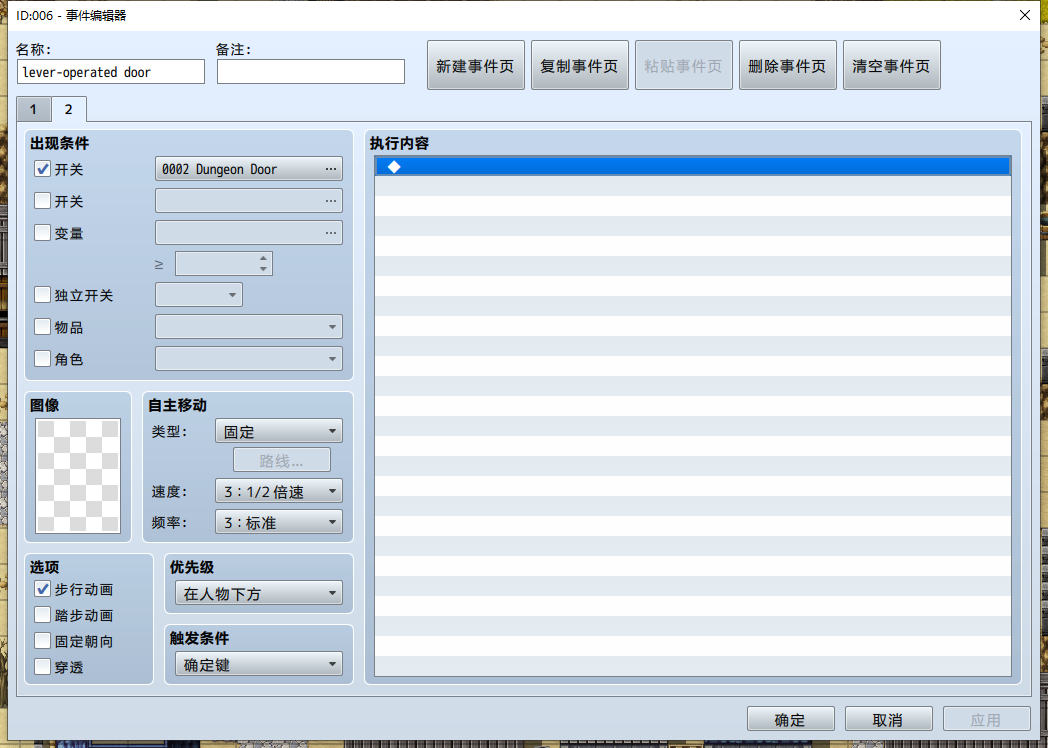 ID:006 - 事件编辑器
名称:
备注:
lever-operated door
新建事件页
复制事件页
粘贴事件页
删除事件页
清空事件页
1
2
出现条件
开关
0002 Dungeon Door
...
开关
...
变量
...
≥
独立开关
物品
角色
图像
自主移动
类型:
固定
路线...
速度:
3 : 1/2 倍速
频率:
3 : 标准
选项
步行动画
踏步动画
固定朝向
穿透
优先级
在人物下方
触发条件
确定键
执行内容
◆
确定
取消
应用